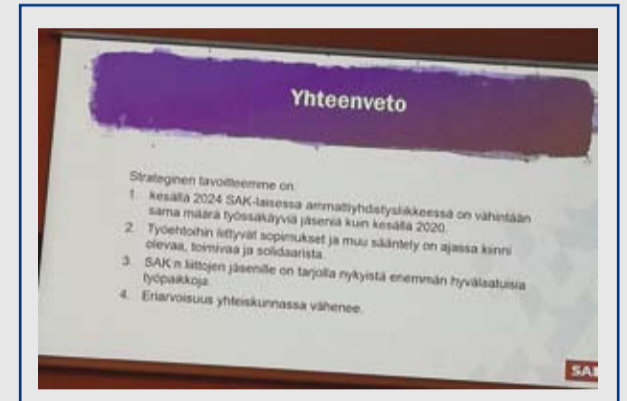 Yhteenveto
Strateginen tavoitteemme on:
1. kesällä 2024 SAK-laisessa ammattiyhdistysliikkeessä on vähintään
sama määrä työssäkäyviä jäseniä kuin kesällä 2020.
2. Työehtoihin liittyvät sopimukset ja muu sääntely on ajassa kiinni
olevaa, toimivaa ja solidaarista.
3. SAK:n liittojen jäsenille on tarjolla nykyistä enemmän hyvälaatuisia
työpaikkoja.
4. Eriarvoisuus yhteiskunnassa vähenee.
SAK